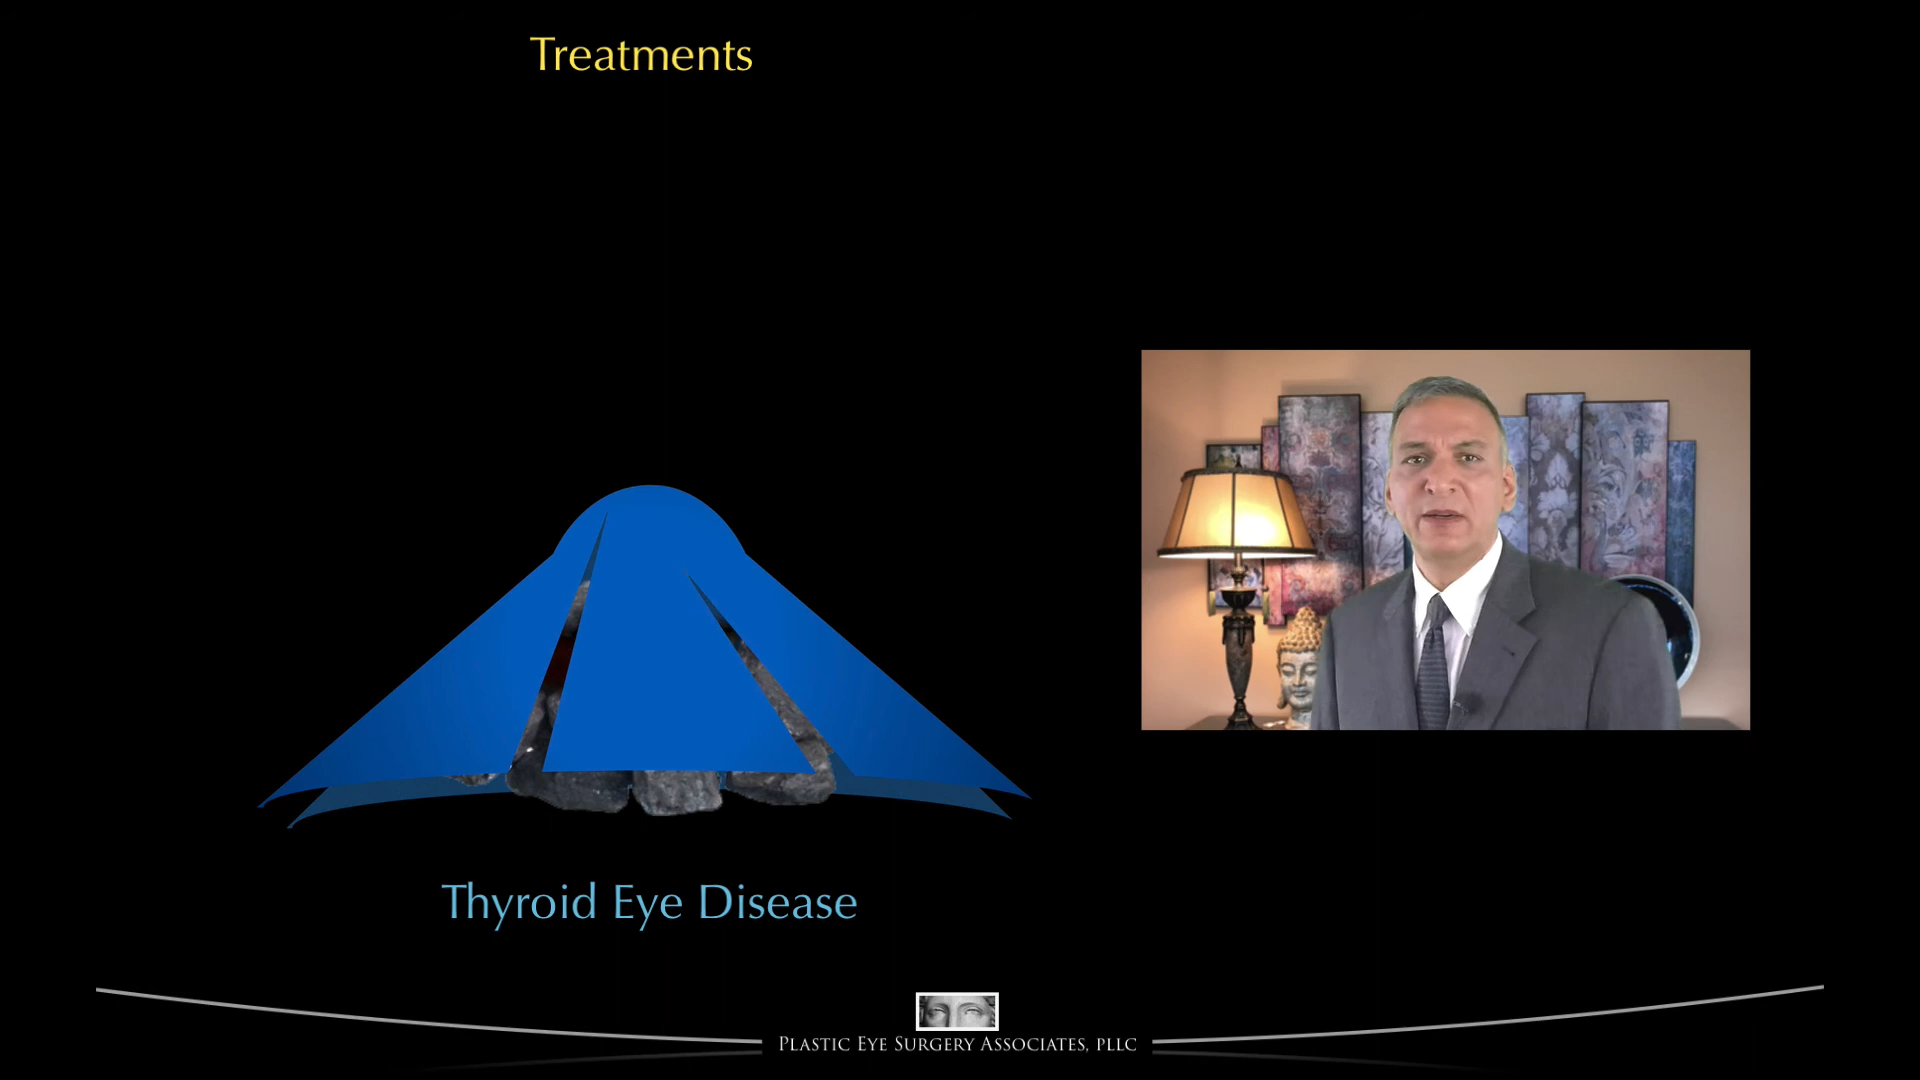 Treatments
Thyroid Eye Disease
Plastic Eye Surgery Associates, PLLC